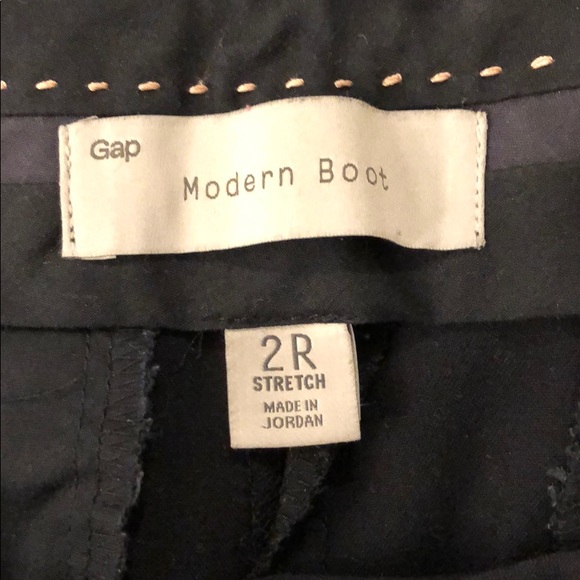 Gap
Modern Boot
2R
STRETCH
MADE IN
JORDAN